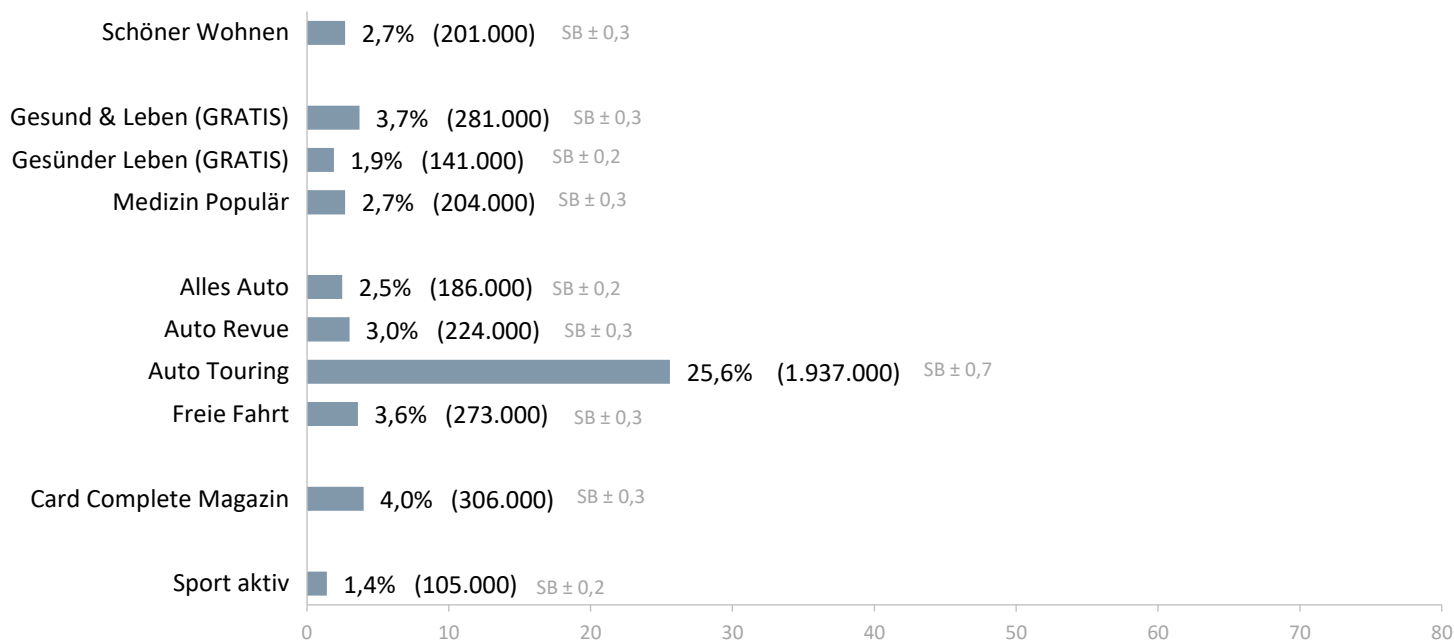 Schöner Wohnen 2,7% (201.000) SB ± 0,3
Gesund & Leben (GRATIS) 3,7% (281.000) SB ± 0,3
Gesünder Leben (GRATIS) 1,9% (141.000) SB ± 0,2
Medizin Populär 2,7% (204.000) SB ± 0,3
Alles Auto 2,5% (186.000) SB ± 0,2
Auto Revue 3,0% (224.000) SB ± 0,3
Auto Touring 25,6% (1.937.000) SB ± 0,7
Freie Fahrt 3,6% (273.000) SB ± 0,3
Card Complete Magazin 4,0% (306.000) SB ± 0,3
Sport aktiv 1,4% (105.000) SB ± 0,2
0 10 20 30 40 50 60 70 80